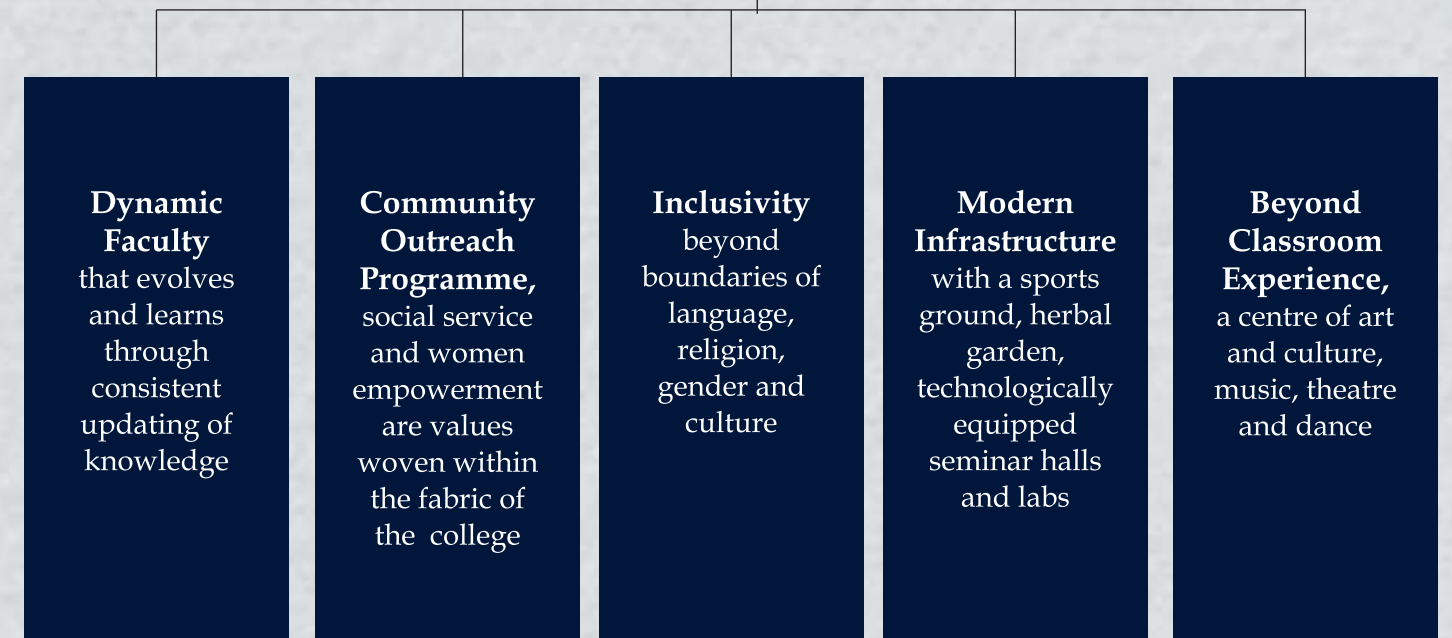 Dynamic
Faculty
that evolves
and learns
through
consistent
updating of
knowledge
Community
Outreach
Programme,
social service
and women
empowerment
are values
woven within
the fabric of
the  college
Inclusivity
beyond
boundaries of
language,
religion,
gender and
culture
Modern
Infrastructure
with a sports
ground, herbal
garden,
technologically
equipped
seminar halls
and labs
Beyond
Classroom
Experience,
a centre of art
and culture,
music, theatre
and dance